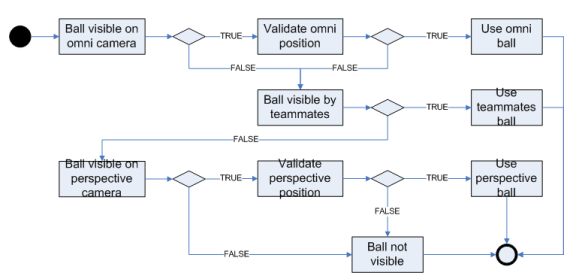 Ball visible on
omni camera
TRUE
Validate omni
position
TRUE
Use omni
ball
FALSE
FALSE
Ball visible by
teammates
TRUE
Use
teammates
ball
FALSE
Ball visible on
perspective
camera
TRUE
Validate
perspective
position
TRUE
Use
perspective
ball
FALSE
FALSE
Ball not
visible